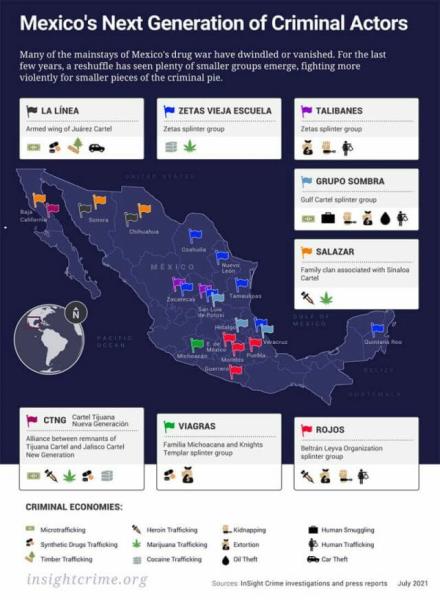 Mexico's Next Generation of Criminal Actors
Many of the mainstays of Mexico's drug war have dwindled or vanished. For the last
few years, a reshuffle has seen plenty of smaller groups emerge, fighting more
violently for smaller pieces of the criminal pie.
LA LÍNEA
Armed wing of Juárez Cartel
ZETAS VIEJA ESCUELA
Zetas splinter group
TALIBANES
Zetas splinter group
GRUPO SOMBRA
Gulf Cartel splinter group
SALAZAR
Family clan associated with Sinaloa
Cartel
UNITED STATES
Baja
California
Sonora
Chihuahua
Coahuila
Nuevo
León
MÉXICO
Zacatecas
San Luis
de Potosí
Tamaulipas
GULF OF
MEXICO
Hidalgo
Veracruz
Quintana Roo
Michoacán
E. de
México
Puebla
Morelos
Guerrero
PACIFIC
OCEAN
BELIZE
GUATEMALA
Ñ
CTNG
Cartel Tijuana
Nueva Generación
Alliance between remnants of
Tijuana Cartel and Jalisco Cartel
New Generation
VIAGRAS
Familia Michoacana and Knights
Templar splinter group
ROJOS
Beltrán Leyva Organization
splinter group
CRIMINAL ECONOMIES:
Microtrafficking
Synthetic Drugs Trafficking
Timber Trafficking
Heroin Trafficking
Marijuana Trafficking
Cocaine Trafficking
Kidnapping
Extortion
Oil Theft
Human Smuggling
Human Trafficking
Car Theft
insightcrime.org
Sources: InSight Crime investigations and press reports
July 2021